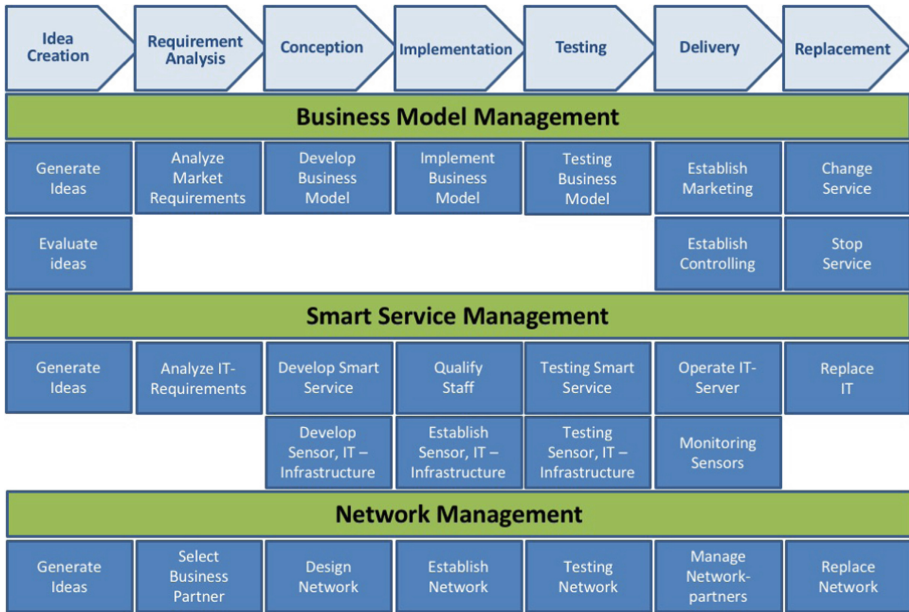 Idea
Creation
Requirement
Analysis
Conception
Implementation
Testing
Delivery
Replacement
Business Model Management
Generate
Ideas
Analyze
Market
Requirements
Develop
Business
Model
Implement
Business
Model
Testing
Business
Model
Establish
Marketing
Change
Service
Evaluate
ideas
Establish
Controlling
Stop
Service
Smart Service Management
Generate
Ideas
Analyze IT-
Requirements
Develop Smart
Service
Qualify
Staff
Testing Smart
Service
Operate IT-
Server
Replace
IT
Develop
Sensor, IT –
Infrastructure
Establish
Sensor, IT –
Infrastructure
Testing
Sensor, IT –
Infrastructure
Monitoring
Sensors
Network Management
Generate
Ideas
Select
Business
Partner
Design
Network
Establish
Network
Testing
Network
Manage
Network-
partners
Replace
Network